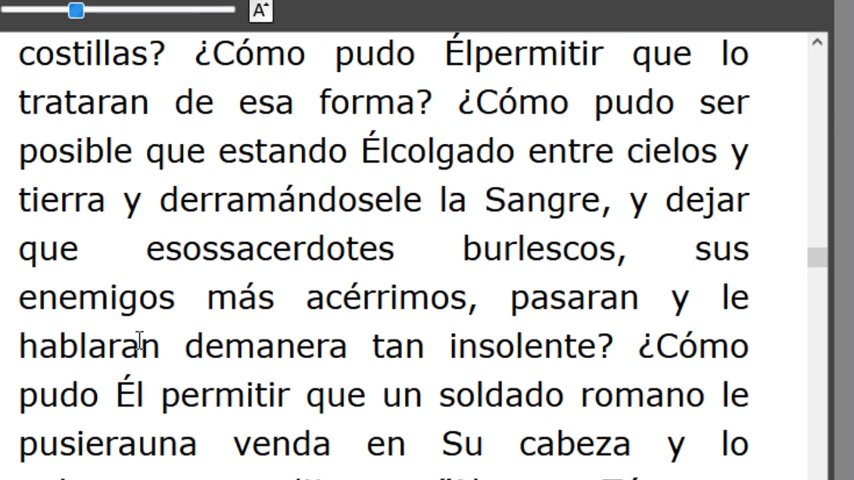 A
costillas? ¿Cómo pudo Élpermitir que lo
trataran de esa forma? ¿Cómo pudo ser
posible que estando Élcolgado entre cielos y
tierra y derramándosele la Sangre, y dejar
que esossacerdotes burlescos, sus
enemigos más acérrimos, pasaran y le
hablaran demanera tan insolente? ¿Cómo
pudo Él permitir que un soldado romano le
pusierauna venda en Su cabeza y lo